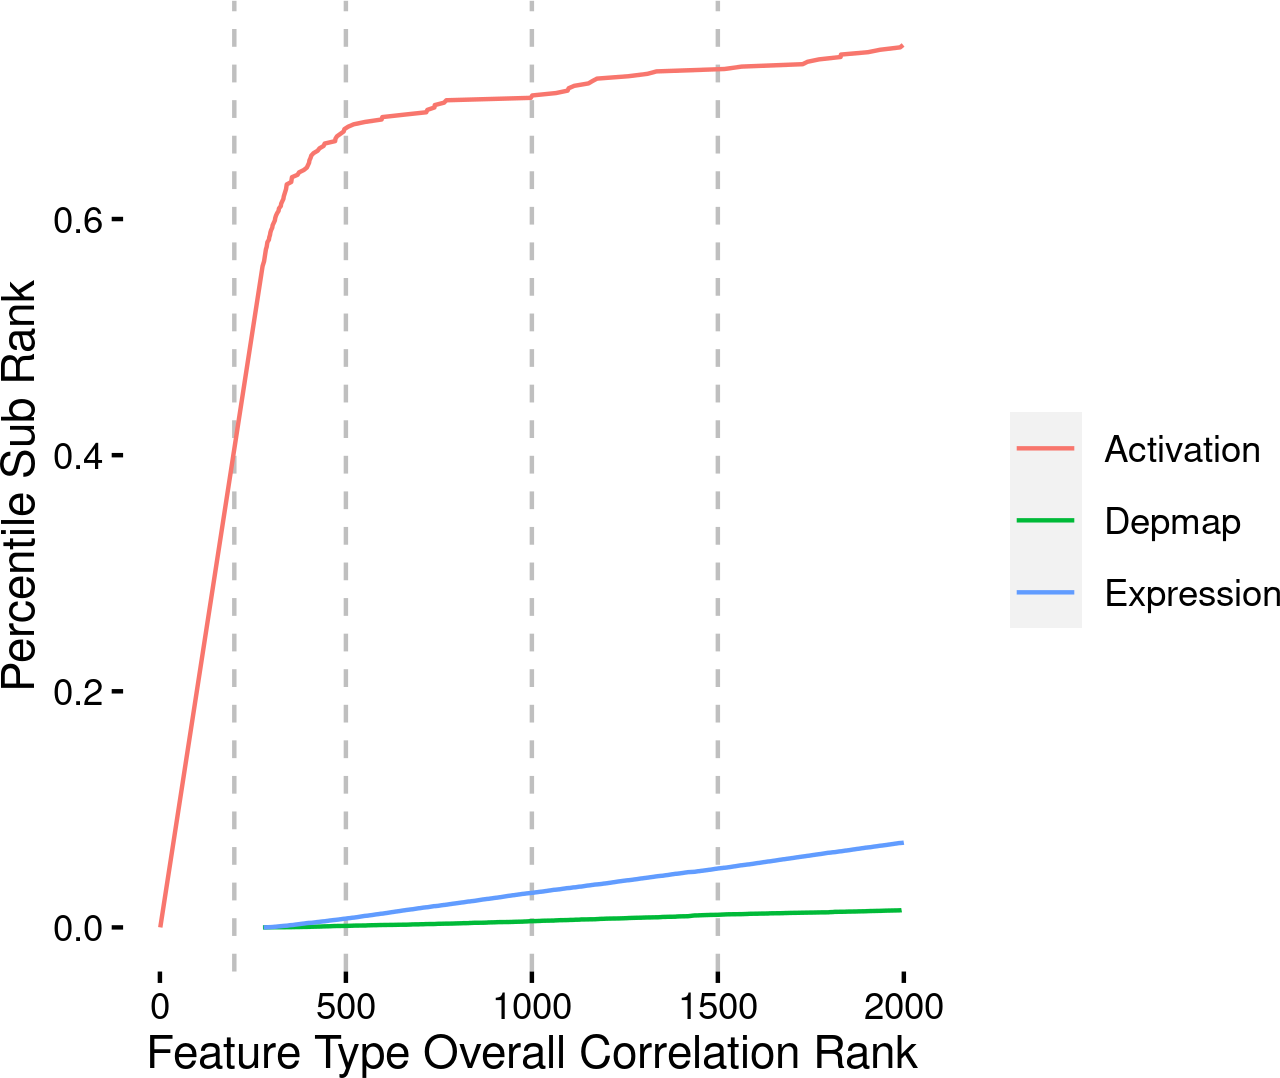 Percentile Sub Rank
0.6
0.4
0.2
0.0
0 500 1000 1500 2000
Feature Type Overall Correlation Rank
Activation
Depmap
Expression